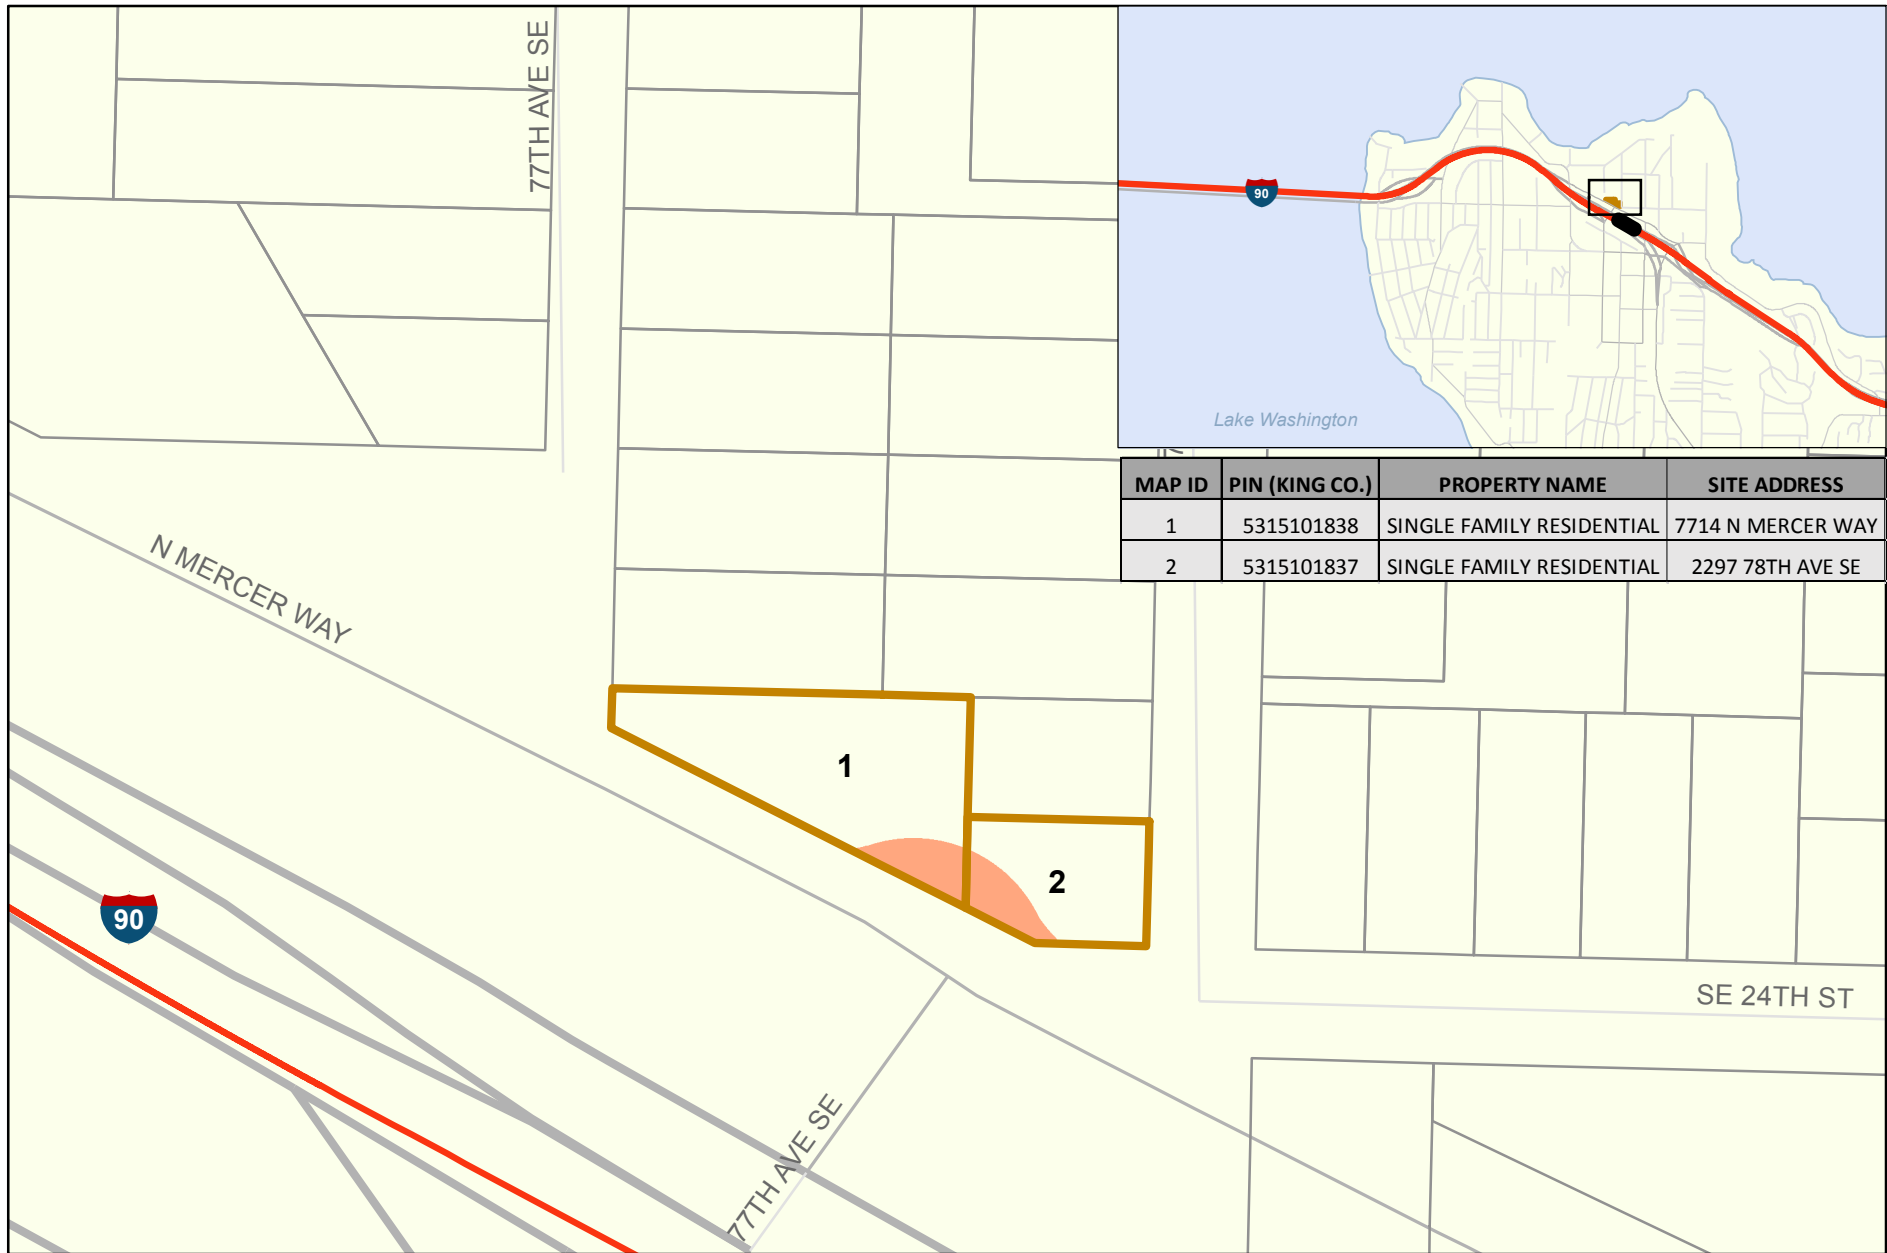 77TH AVE SE
90
Lake Washington
MAP ID PIN (KING CO.) PROPERTY NAME SITE ADDRESS
1 5315101838 SINGLE FAMILY RESIDENTIAL 7714 N MERCER WAY
2 5315101837 SINGLE FAMILY RESIDENTIAL 2297 78TH AVE SE
N MERCER WAY
1
2
90
SE 24TH ST
77TH AVE SE